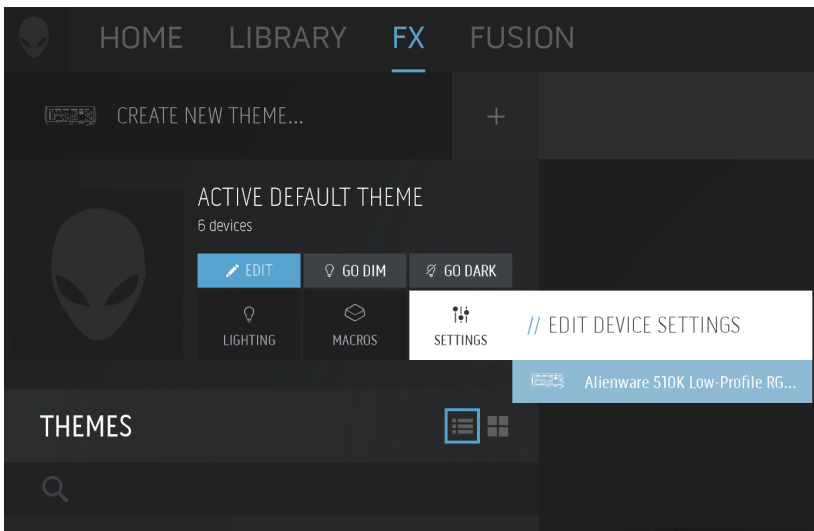 HOME LIBRARY FX FUSION
CREATE NEW THEME... +
ACTIVE DEFAULT THEME
6 devices
EDIT GO DIM GO DARK
LIGHTING MACROS SETTINGS
// EDIT DEVICE SETTINGS
Alienware 510K Low-Profile RG...
THEMES